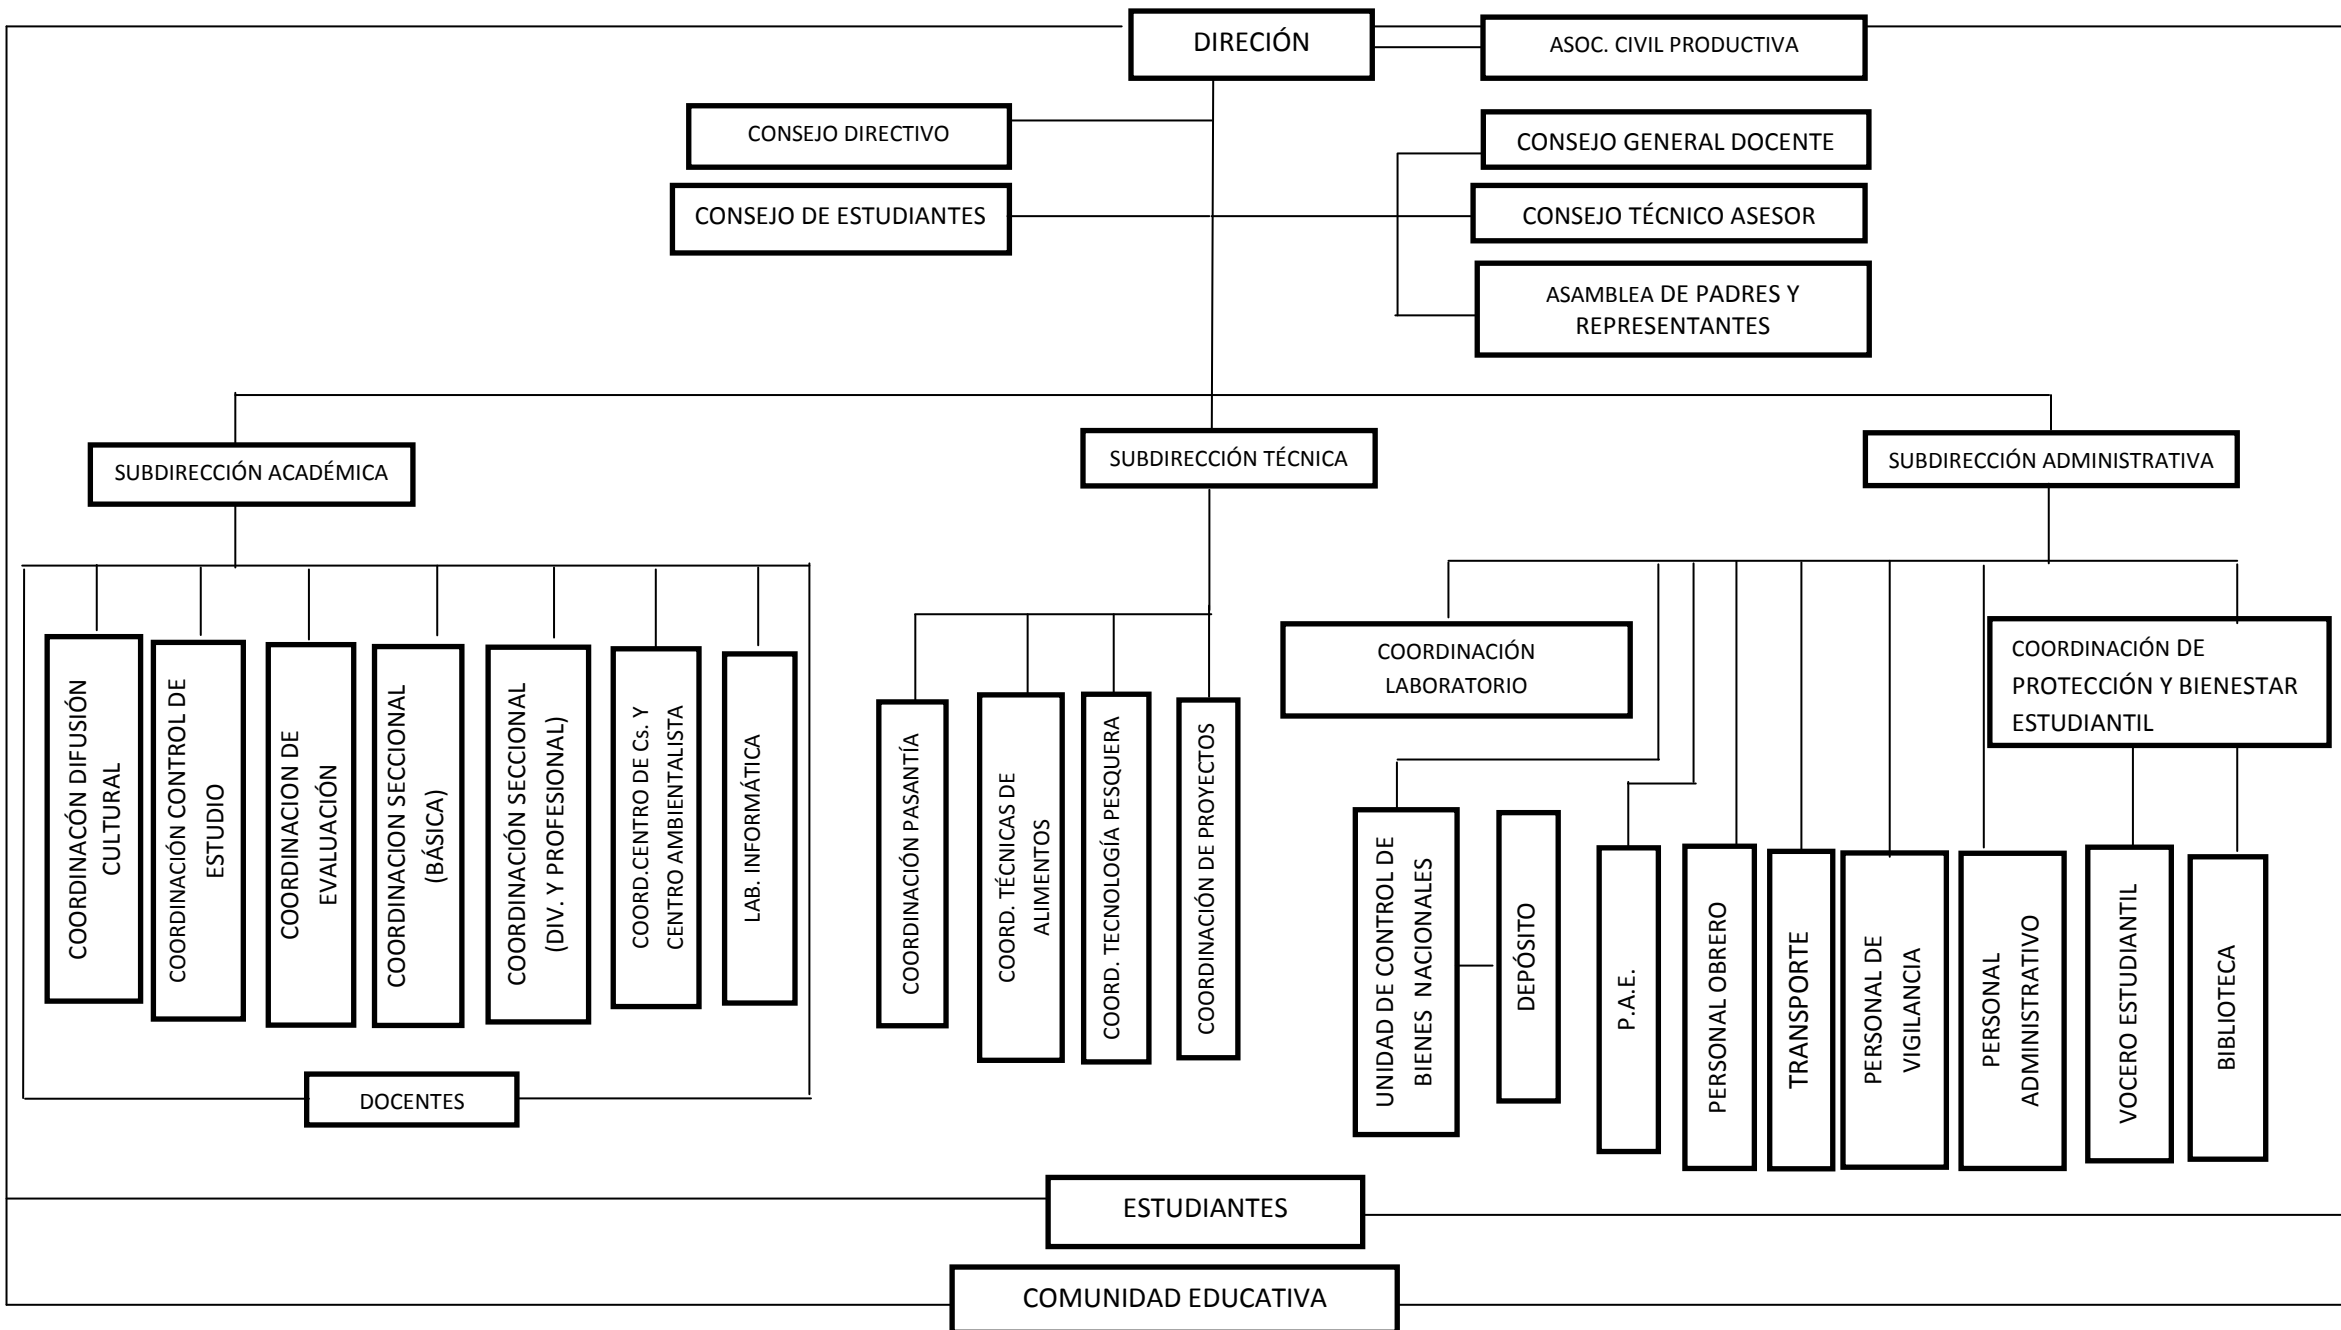 DIRECIÓN
ASOC. CIVIL PRODUCTIVA
CONSEJO DIRECTIVO
CONSEJO GENERAL DOCENTE
CONSEJO DE ESTUDIANTES
CONSEJO TÉCNICO ASESOR
ASAMBLEA DE PADRES Y
REPRESENTANTES
SUBDIRECCIÓN ACADÉMICA
SUBDIRECCIÓN TÉCNICA
SUBDIRECCIÓN ADMINISTRATIVA
COORDINACÓN DIFUSIÓN
CULTURAL
COORDINACIÓN CONTROL DE
ESTUDIO
COORDINACION DE
EVALUACIÓN
COORDINACION SECCIONAL
(BÁSICA)
COORDINACIÓN SECCIONAL
(DIV. Y PROFESIONAL)
COORD.CENTRO DE Cs. Y
CENTRO AMBIENTALISTA
LAB. INFORMÁTICA
DOCENTES
COORDINACIÓN PASANTÍA
COORD. TÉCNICAS DE
ALIMENTOS
COORD. TECNOLOGÍA PESQUERA
COORDINACIÓN DE PROYECTOS
COORDINACIÓN
LABORATORIO
COORDINACIÓN DE
PROTECCIÓN Y BIENESTAR
ESTUDIANTIL
UNIDAD DE CONTROL DE
BIENES NACIONALES
DEPÓSITO
P.A.E.
PERSONAL OBRERO
TRANSPORTE
PERSONAL DE
VIGILANCIA
PERSONAL
ADMINISTRATIVO
VOCERO ESTUDIANTIL
BIBLIOTECA
ESTUDIANTES
COMUNIDAD EDUCATIVA